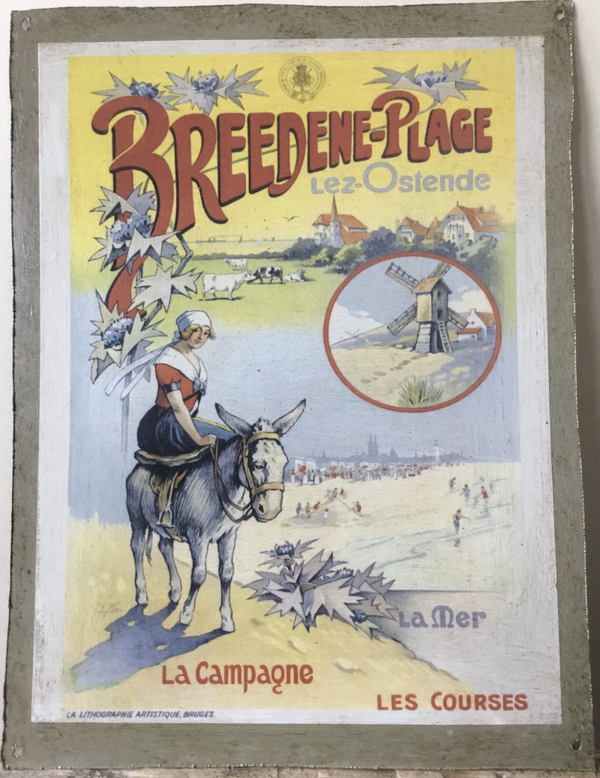 BREEDENE-PLAGE
Lez-Ostende
La Mer
La Campagne
LES COURSES
LA LITHOGRAPHIE ARTISTIQUE, BRUGES.